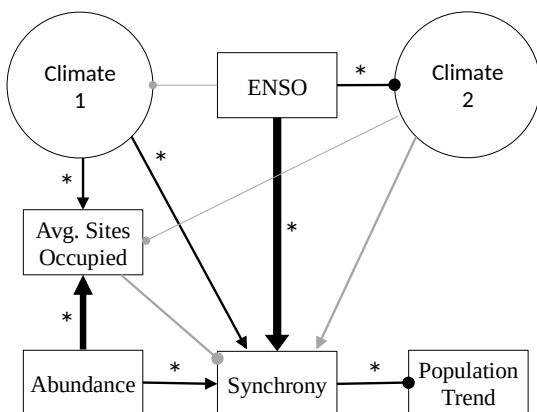 Climate
1
ENSO
*
Climate
2
*
*
*
Avg. Sites
Occupied
*
Abundance
*
Synchrony
*
Population
Trend